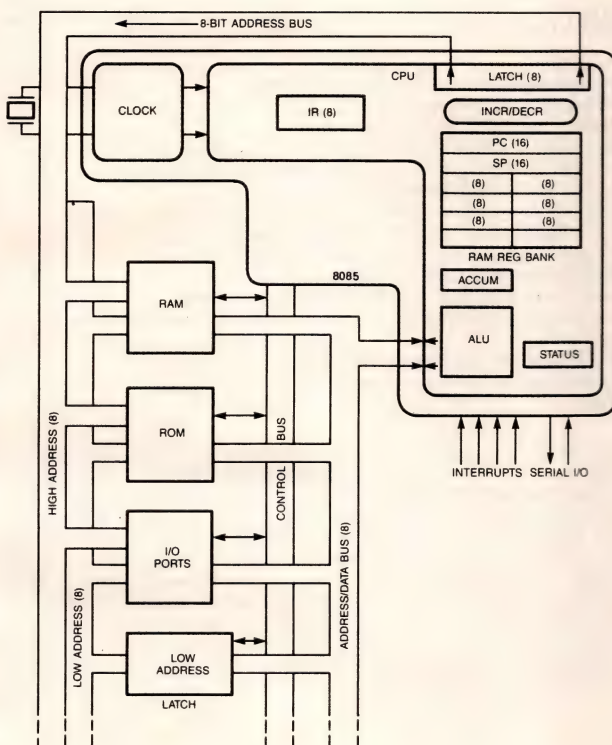 8-BIT ADDRESS BUS
CPU
LATCH (8)
CLOCK
IR (8)
INCR/DECR
PC (16)
SP (16)
(8) (8)
(8) (8)
(8) (8)
RAM REG BANK
8085
ACCUM
RAM
ALU
STATUS
ROM
HIGH ADDRESS (8)
CONTROL BUS
INTERRUPTS SERIAL I/O
I/O
PORTS
ADDRESS/DATA BUS (8)
LOW ADDRESS (8)
LOW
ADDRESS
LATCH